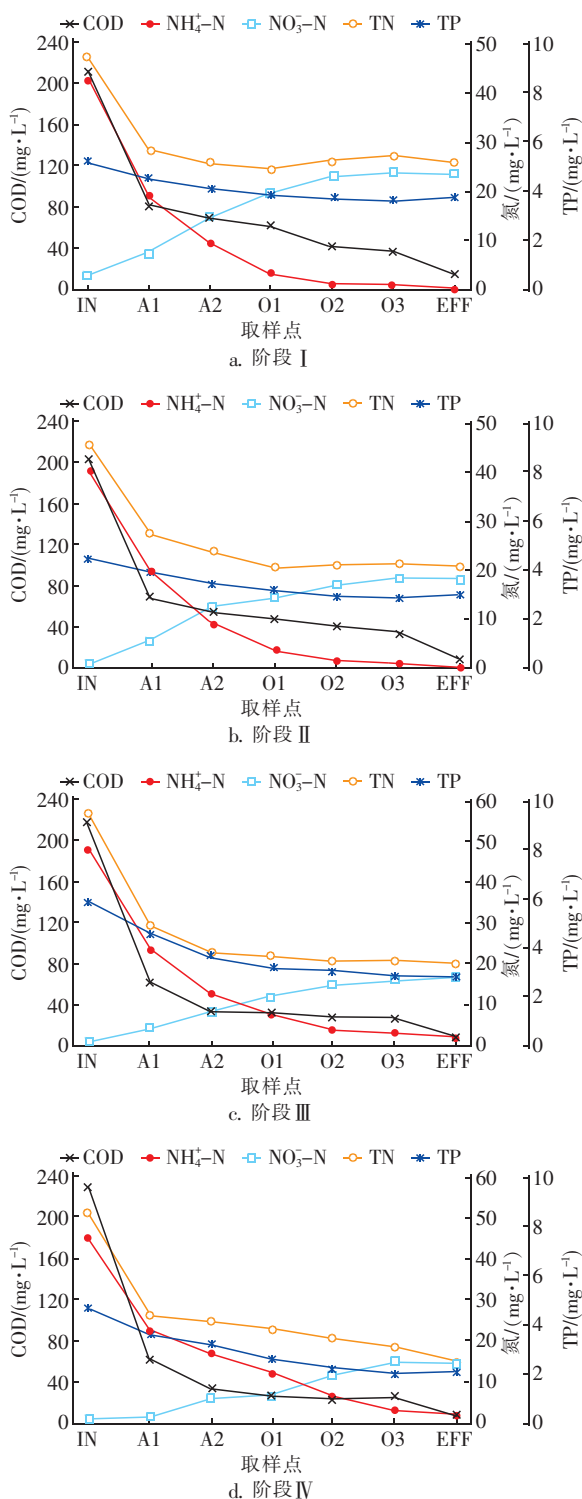 COD NH₄⁺-N NO₃⁻-N TN TP
240 200 160 120 80 40 0
COD/(mg·L⁻¹)
50 40 30 20 10 0
氮/(mg·L⁻¹)
10 8 6 4 2 0
TP/(mg·L⁻¹)
IN A1 A2 O1 O2 O3 EFF
取样点
a. 阶段Ⅰ
COD NH₄⁺-N NO₃⁻-N TN TP
240 200 160 120 80 40 0
COD/(mg·L⁻¹)
50 40 30 20 10 0
氮/(mg·L⁻¹)
10 8 6 4 2 0
TP/(mg·L⁻¹)
IN A1 A2 O1 O2 O3 EFF
取样点
b. 阶段Ⅱ
COD NH₄⁺-N NO₃⁻-N TN TP
240 200 160 120 80 40 0
COD/(mg·L⁻¹)
60 50 40 30 20 10 0
氮/(mg·L⁻¹)
10 8 6 4 2 0
TP/(mg·L⁻¹)
IN A1 A2 O1 O2 O3 EFF
取样点
c. 阶段Ⅲ
COD NH₄⁺-N NO₃⁻-N TN TP
240 200 160 120 80 40 0
COD/(mg·L⁻¹)
60 50 40 30 20 10 0
氮/(mg·L⁻¹)
10 8 6 4 2 0
TP/(mg·L⁻¹)
IN A1 A2 O1 O2 O3 EFF
取样点
d. 阶段Ⅳ